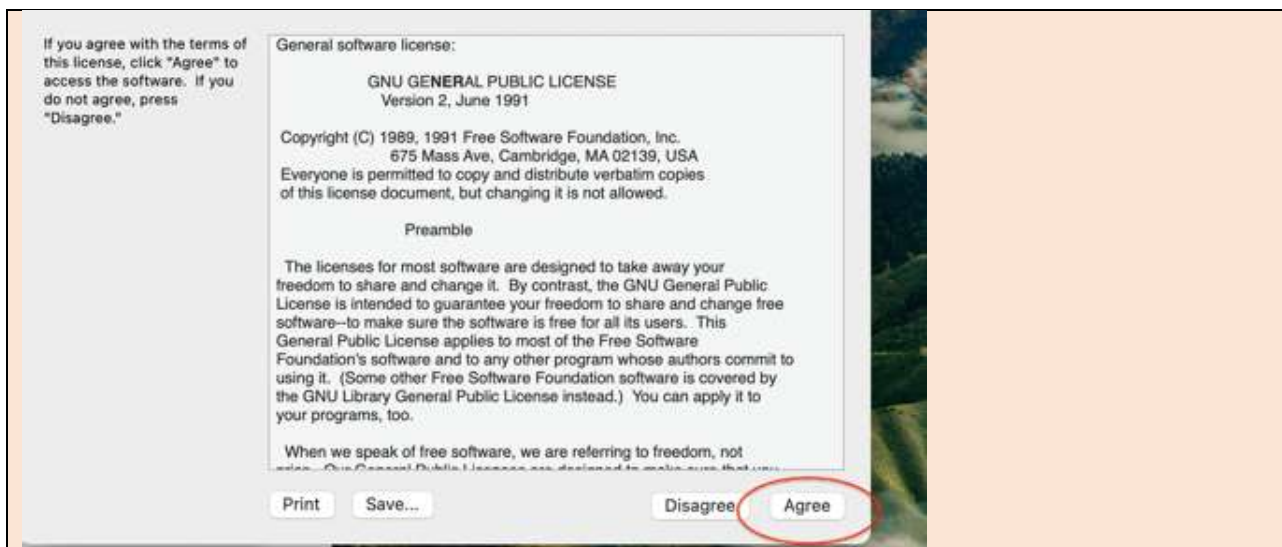 If you agree with the terms of
this license, click "Agree" to
access the software. If you
do not agree, press
"Disagree."
General software license:
GNU GENERAL PUBLIC LICENSE
Version 2, June 1991
Copyright (C) 1989, 1991 Free Software Foundation, Inc.
675 Mass Ave, Cambridge, MA 02139, USA
Everyone is permitted to copy and distribute verbatim copies
of this license document, but changing it is not allowed.
Preamble
The licenses for most software are designed to take away your
freedom to share and change it. By contrast, the GNU General Public
License is intended to guarantee your freedom to share and change free
software--to make sure the software is free for all its users. This
General Public License applies to most of the Free Software
Foundation's software and to any other program whose authors commit to
using it. (Some other Free Software Foundation software is covered by
the GNU Library General Public License instead.) You can apply it to
your programs, too.
When we speak of free software, we are referring to freedom, not
Print Save... Disagree Agree